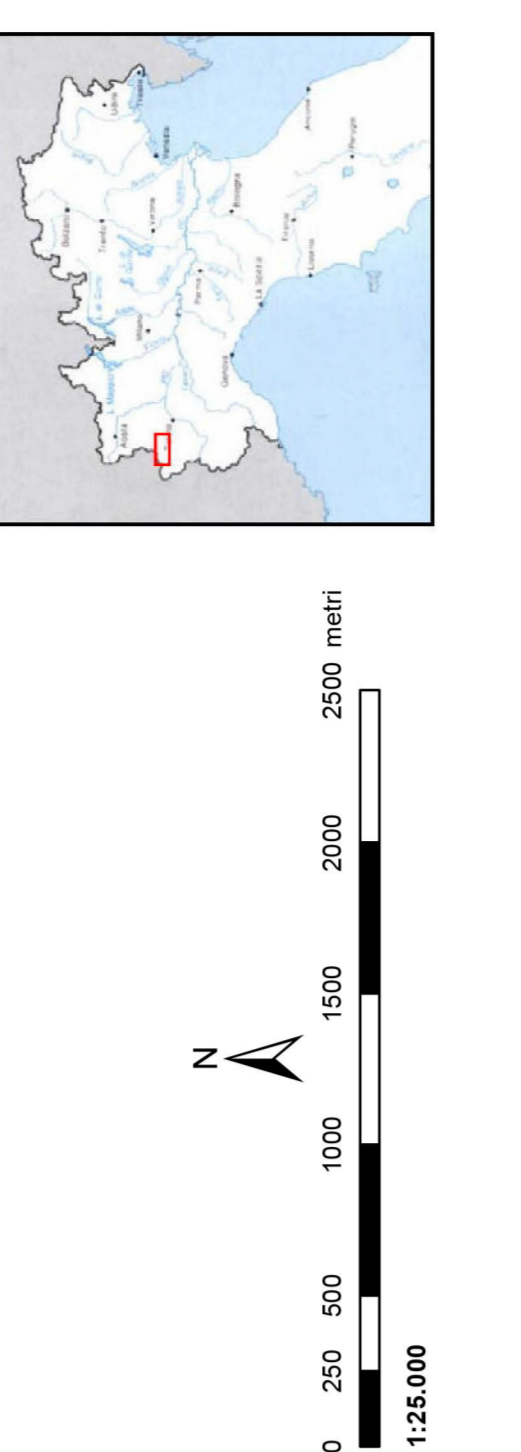 Bolzano
Trento
Udine
Trieste
Aosta
L. Maggiore
Milano
Verona
Venezia
Parma
Bologna
Genova
La Spezia
Firenze
Livorno
Ancona
Perugia
N
0 250 500 1000 1500 2000 2500 metri
1:25.000